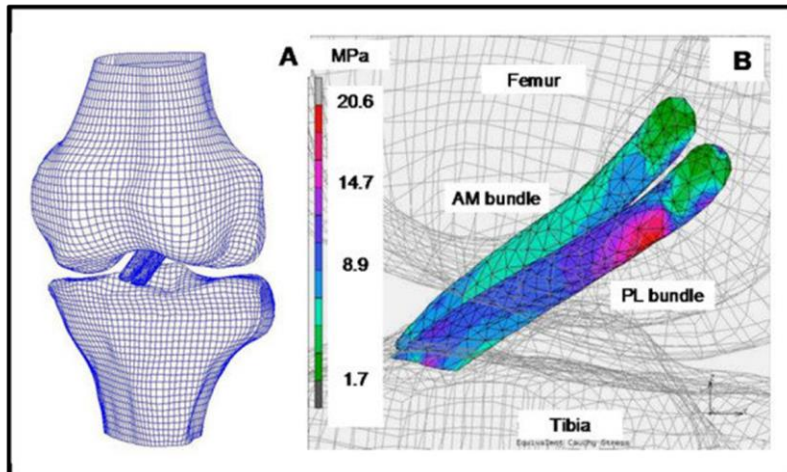 A
MPa
20.6
14.7
8.9
1.7
B
Femur
AM bundle
PL bundle
Tibia
Equivalent Cauchy Stress